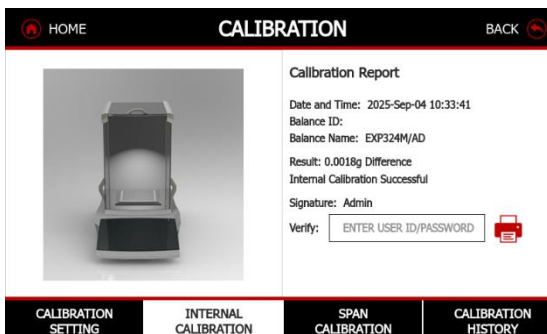 HOME
CALIBRATION
BACK
Calibration Report
Date and Time: 2025-Sep-04 10:33:41
Balance ID:
Balance Name: EXP324M/AD
Result: 0.0018g Difference
Internal Calibration Successful
Signature: Admin
Verify: ENTER USER ID/PASSWORD
CALIBRATION
SETTING
INTERNAL
CALIBRATION
SPAN
CALIBRATION
CALIBRATION
HISTORY